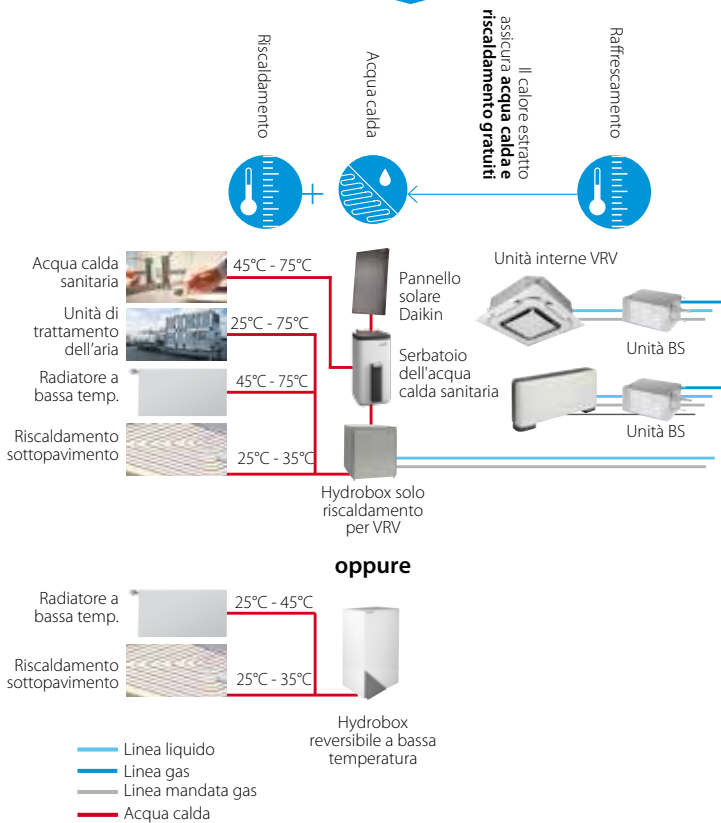 Riscaldamento
Acqua calda
Il calore estratto
assicura acqua calda e
riscaldamento gratuiti
Raffrescamento
Acqua calda
sanitaria
45°C - 75°C
Pannello
solare
Daikin
Unità interne VRV
Unità di
trattamento
dell'aria
25°C - 75°C
Unità BS
Serbatoio
dell'acqua
calda sanitaria
Radiatore a
bassa temp.
45°C - 75°C
Unità BS
Riscaldamento
sottopavimento
25°C - 35°C
Hydrobox solo
riscaldamento
per VRV
oppure
Radiatore a
bassa temp.
25°C - 45°C
Riscaldamento
sottopavimento
25°C - 35°C
Hydrobox
reversibile a bassa
temperatura
Linea liquido
Linea gas
Linea mandata gas
Acqua calda